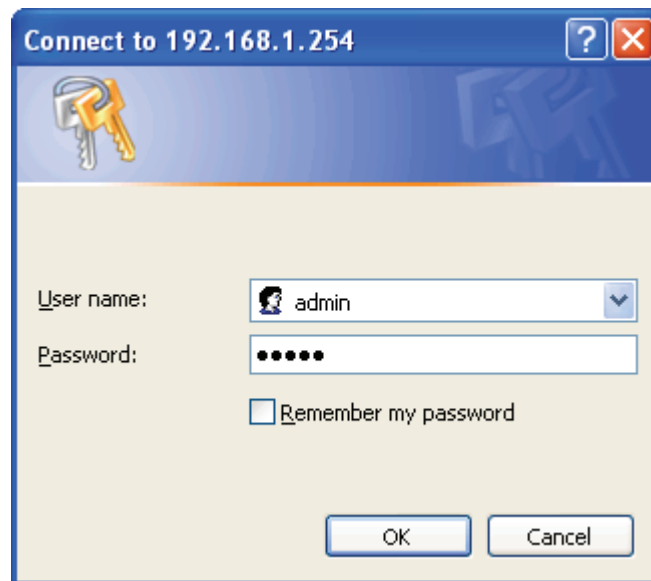 Connect to 192.168.1.254
User name:
admin
Password:
•••••
Remember my password
OK
Cancel